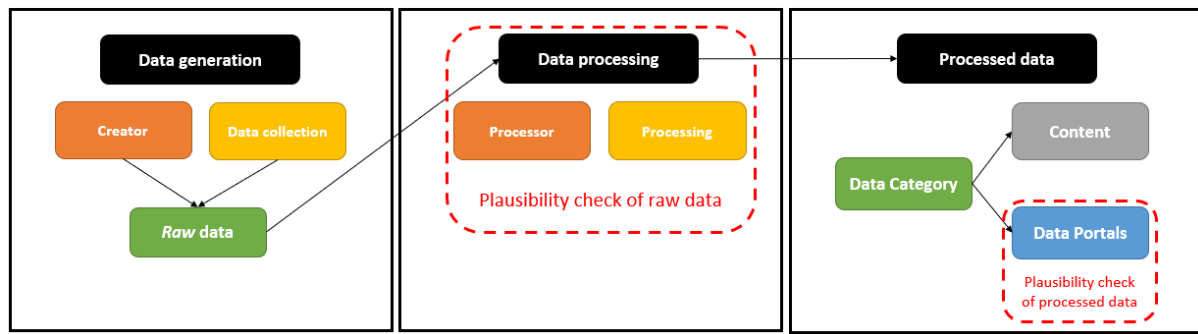 Data generation
Creator
Data collection
Raw data
Data processing
Processor
Processing
Plausibility check of raw data
Processed data
Content
Data Category
Data Portals
Plausibility check
of processed data